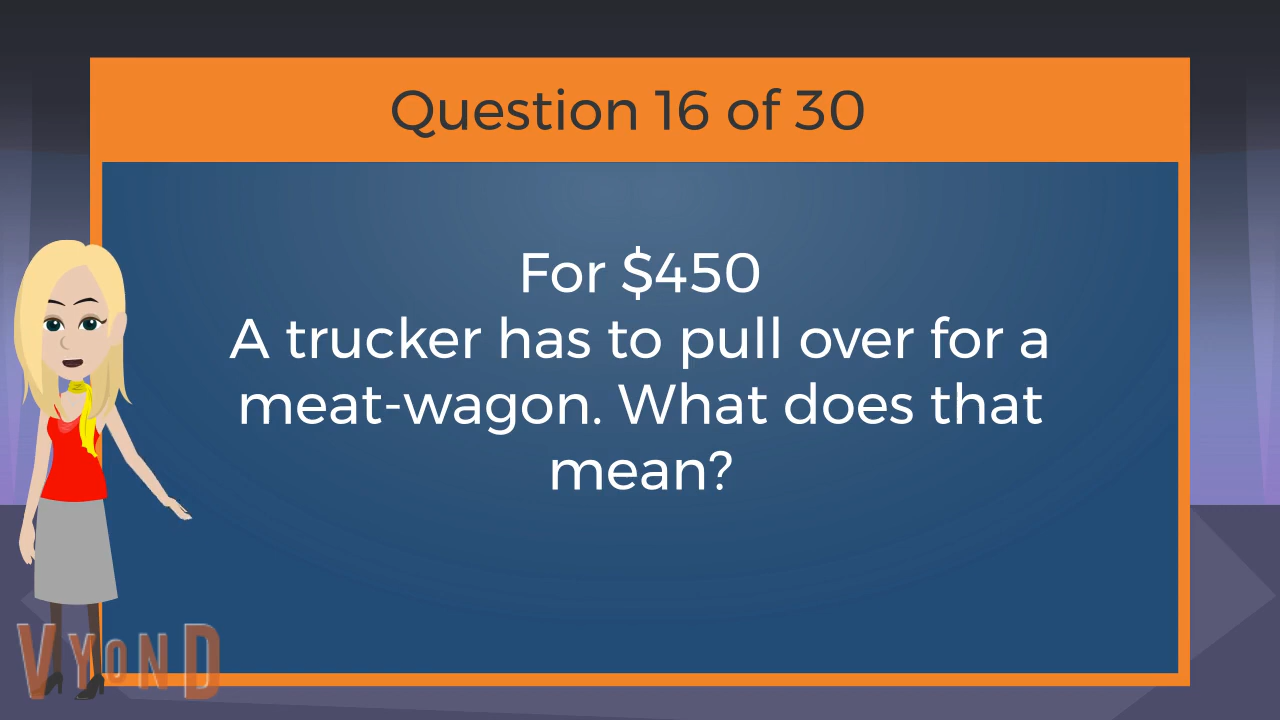 Question 16 of 30
For $450
A trucker has to pull over for a
meat-wagon. What does that
mean?
VYOND